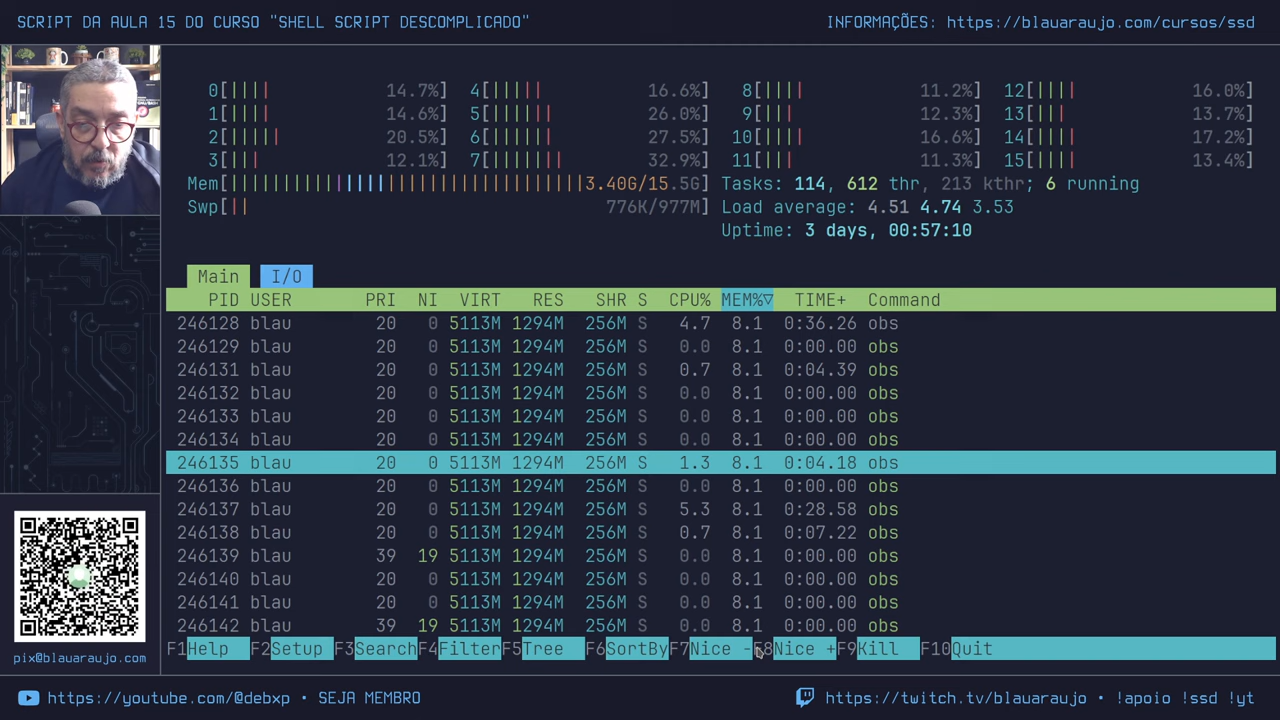 SCRIPT DA AULA 15 DO CURSO "SHELL SCRIPT DESCOMPLICADO"
INFORMAÇÕES: https://blauaraujo.com/cursos/ssd
0[|||| 14.7%] 4[||||| 16.6%] 8[|||| 11.2%] 12[|||| 16.0%]
1[|||| 14.6%] 5[|||||| 26.0%] 9[||| 12.3%] 13[|||| 13.7%]
2[||||| 20.5%] 6[|||||| 27.5%] 10[|||| 16.6%] 14[|||| 17.2%]
3[||| 12.1%] 7[||||||| 32.9%] 11[||| 11.3%] 15[|||| 13.4%]
Mem[||||||||||||||||||||||||||||||||||3.40G/15.5G] Tasks: 114, 612 thr, 213 kthr; 6 running
Swp[|| 776K/977M] Load average: 4.51 4.74 3.53
Uptime: 3 days, 00:57:10
Main I/O
PID USER PRI NI VIRT RES SHR S CPU% MEM%▽ TIME+ Command
246128 blau 20 0 5113M 1294M 256M S 4.7 8.1 0:36.26 obs
246129 blau 20 0 5113M 1294M 256M S 0.0 8.1 0:00.00 obs
246131 blau 20 0 5113M 1294M 256M S 0.7 8.1 0:04.39 obs
246132 blau 20 0 5113M 1294M 256M S 0.0 8.1 0:00.00 obs
246133 blau 20 0 5113M 1294M 256M S 0.0 8.1 0:00.00 obs
246134 blau 20 0 5113M 1294M 256M S 0.0 8.1 0:00.00 obs
246135 blau 20 0 5113M 1294M 256M S 1.3 8.1 0:04.18 obs
246136 blau 20 0 5113M 1294M 256M S 0.0 8.1 0:00.00 obs
246137 blau 20 0 5113M 1294M 256M S 5.3 8.1 0:28.58 obs
246138 blau 20 0 5113M 1294M 256M S 0.7 8.1 0:07.22 obs
246139 blau 39 19 5113M 1294M 256M S 0.0 8.1 0:00.00 obs
246140 blau 20 0 5113M 1294M 256M S 0.0 8.1 0:00.00 obs
246141 blau 20 0 5113M 1294M 256M S 0.0 8.1 0:00.00 obs
246142 blau 39 19 5113M 1294M 256M S 0.0 8.1 0:00.00 obs
F1Help F2Setup F3SearchF4FilterF5Tree F6SortByF7Nice -F8Nice +F9Kill F10Quit
pix@blauaraujo.com
https://youtube.com/@debxp • SEJA MEMBRO
https://twitch.tv/blauaraujo • !apoio !ssd !yt